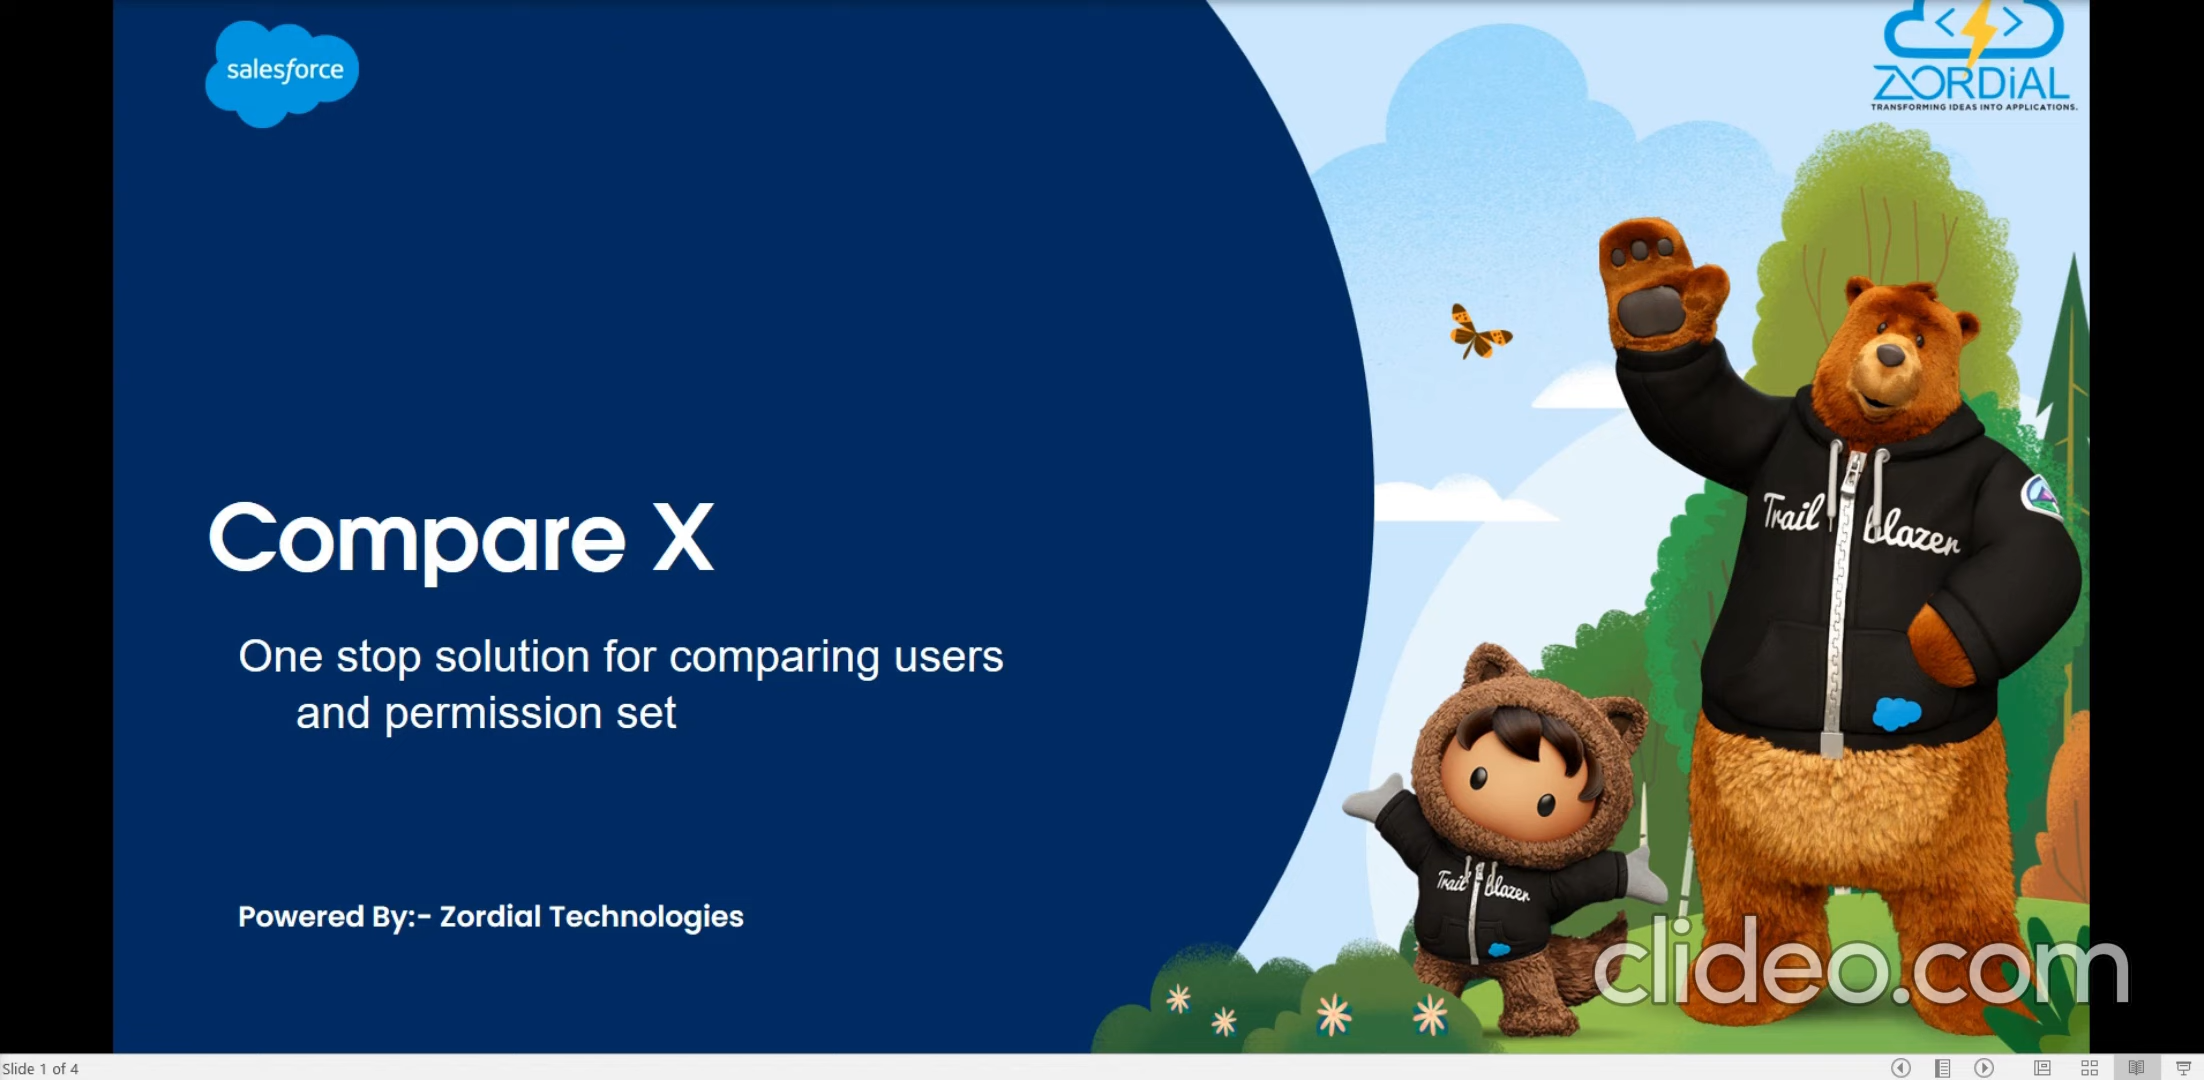 salesforce
ZORDiAL
TRANSFORMING IDEAS INTO APPLICATIONS.
Trail blazer
Compare X
One stop solution for comparing users
and permission set
Trail blazer
Powered By:- Zordial Technologies
clideo.com
Slide 1 of 4